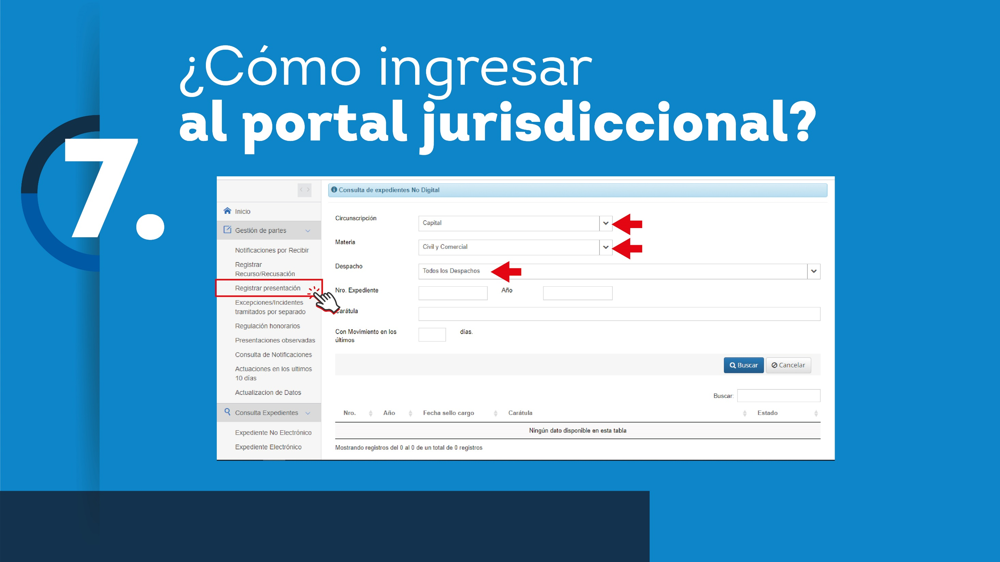 ¿Cómo ingresar
al portal jurisdiccional?
7.
Inicio
Gestión de partes
Notificaciones por Recibir
Registrar
Recurso/Recusación
Registrar presentación
Excepciones/Incidentes
tramitados por separado
Regulación honorarios
Presentaciones observadas
Consulta de Notificaciones
Actuaciones en los ultimos
10 días
Actualizacion de Datos
Consulta Expedientes
Expediente No Electrónico
Expediente Electrónico
Consulta de expedientes No Digital
Circunscripción Capital
Materia Civil y Comercial
Despacho Todos los Despachos
Nro. Expediente Año
Carátula
Con Movimiento en los días.
últimos
Buscar Cancelar
Buscar:
Nro. Año Fecha sello cargo Carátula Estado
Ningún dato disponible en esta tabla
Mostrando registros del 0 al 0 de un total de 0 registros